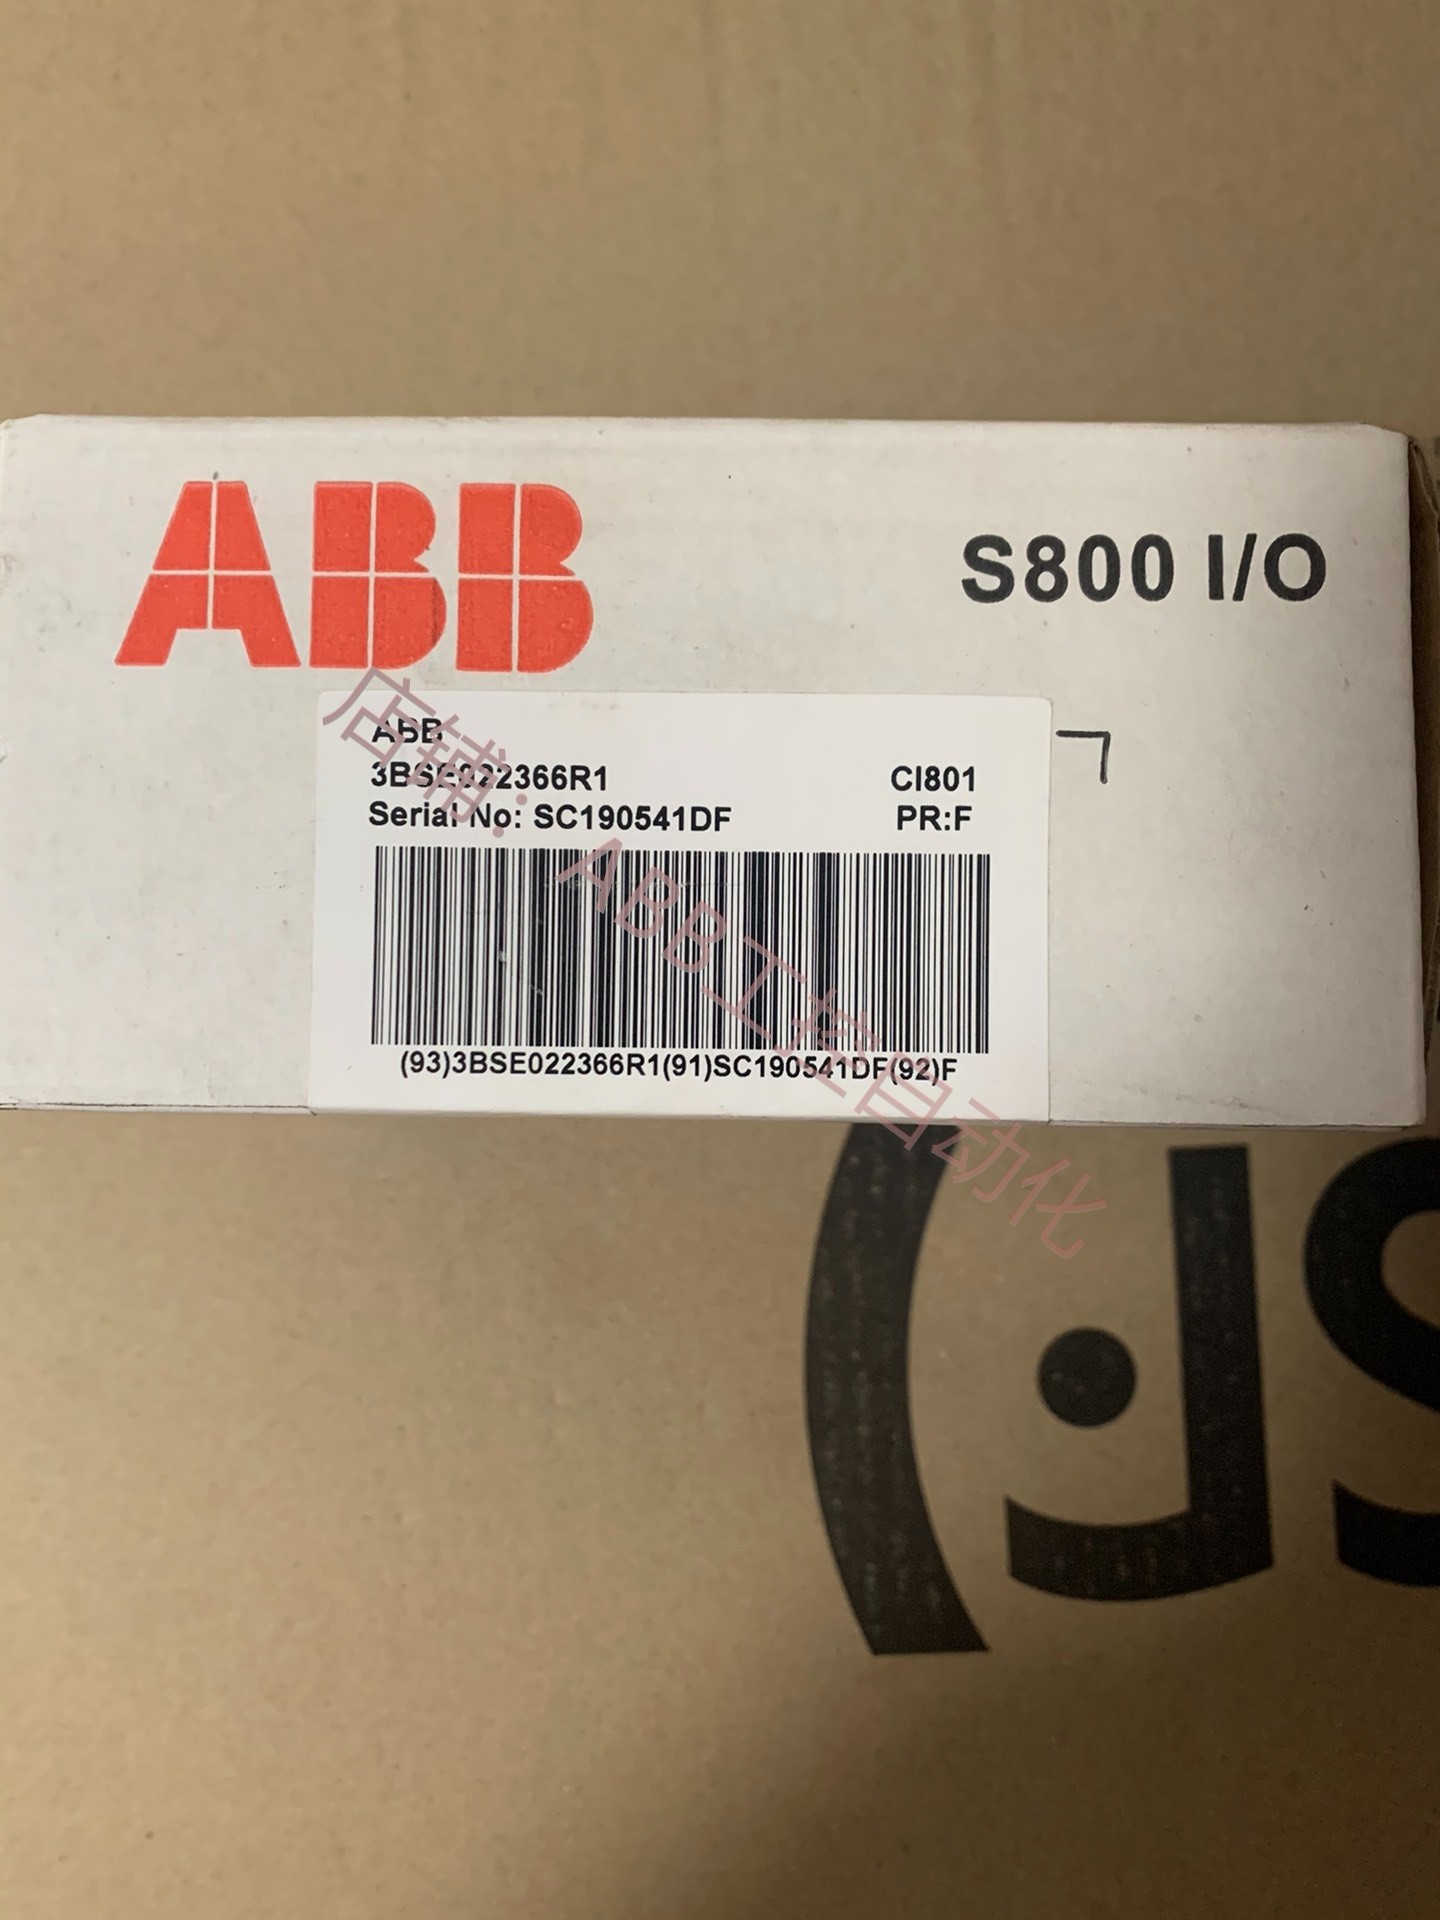 ABB
S800 I/O
ABB
3BSE022366R1 CI801
Serial No: SC190541DF PR:F
(93)3BSE022366R1(91)SC190541DF(92)F
店铺：ABB工控自动化